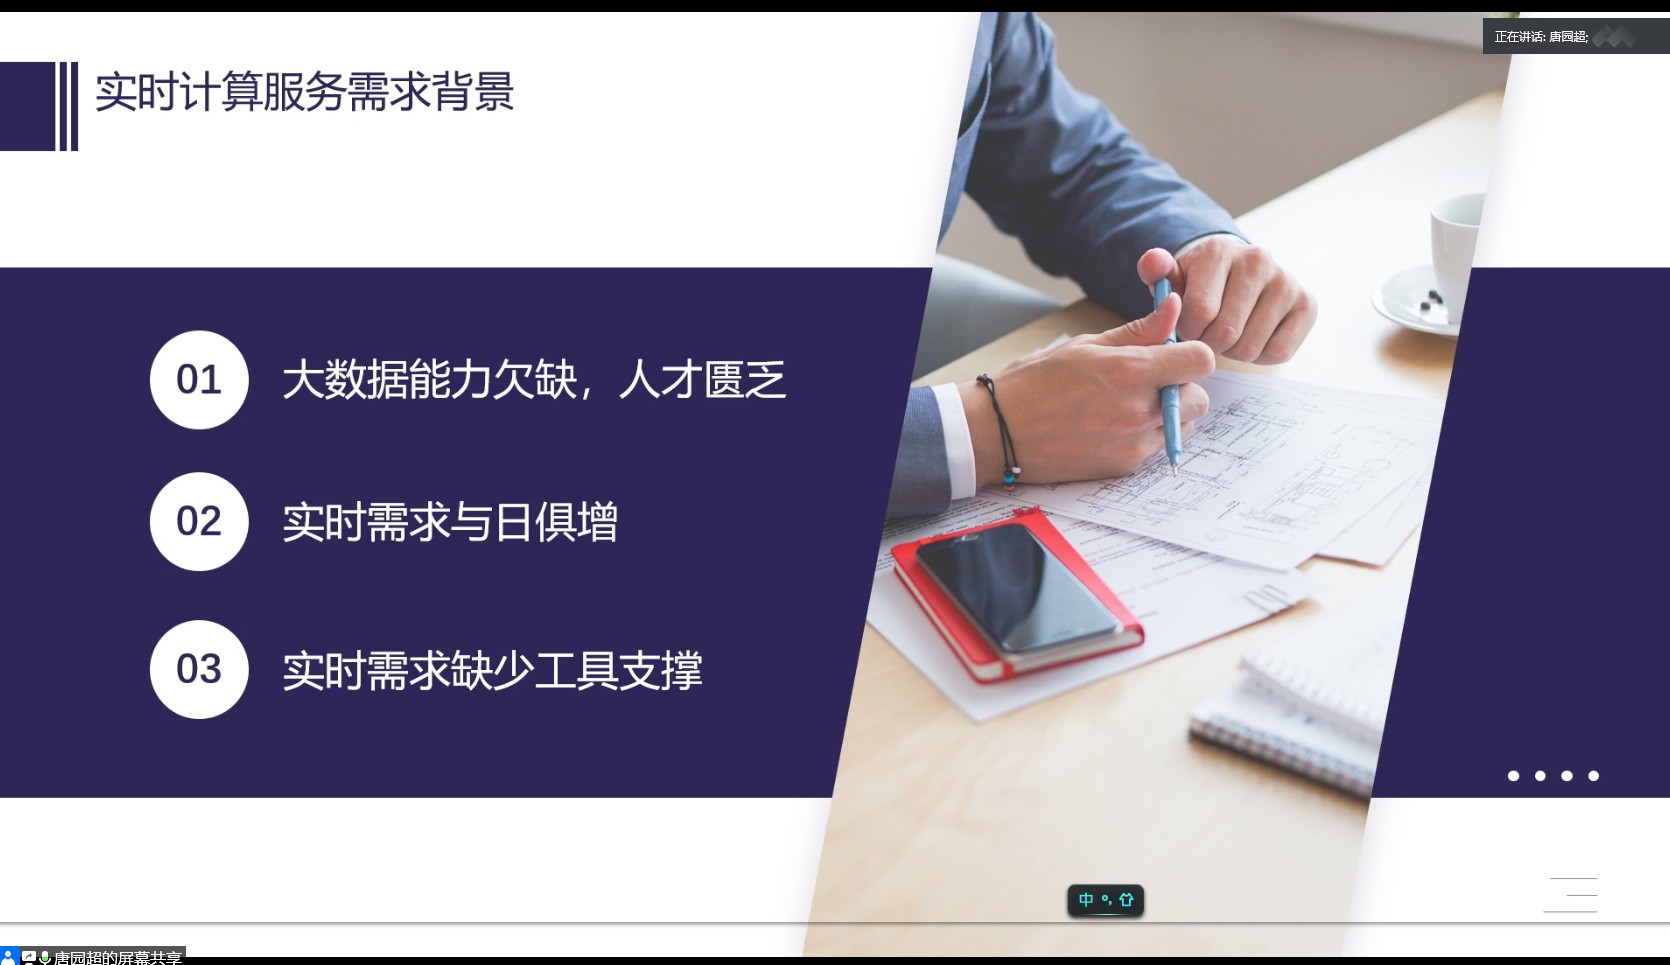 正在讲话: 唐园超;
实时计算服务需求背景
01 大数据能力欠缺，人才匮乏
02 实时需求与日俱增
03 实时需求缺少工具支撑
中 °,
唐园超的屏幕共享